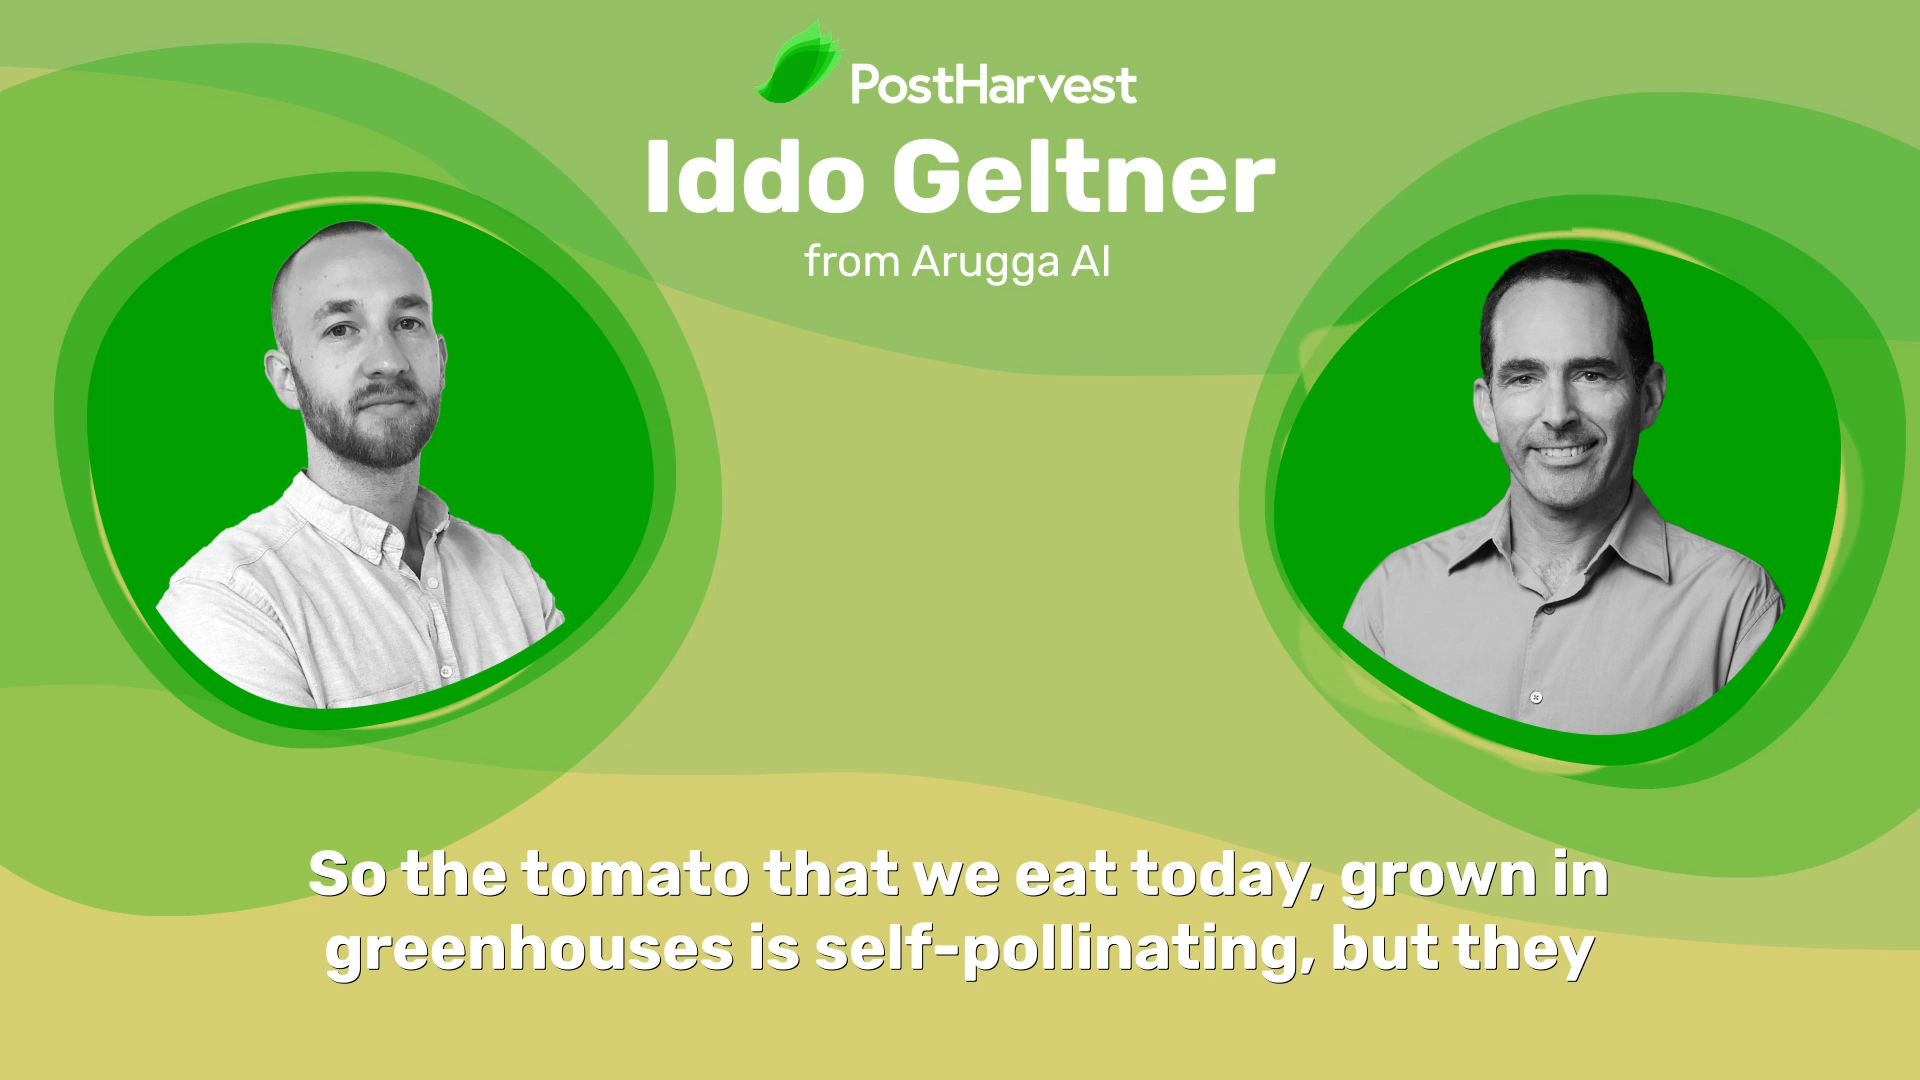 PostHarvest
Iddo Geltner
from Arugga AI
So the tomato that we eat today, grown in
greenhouses is self-pollinating, but they